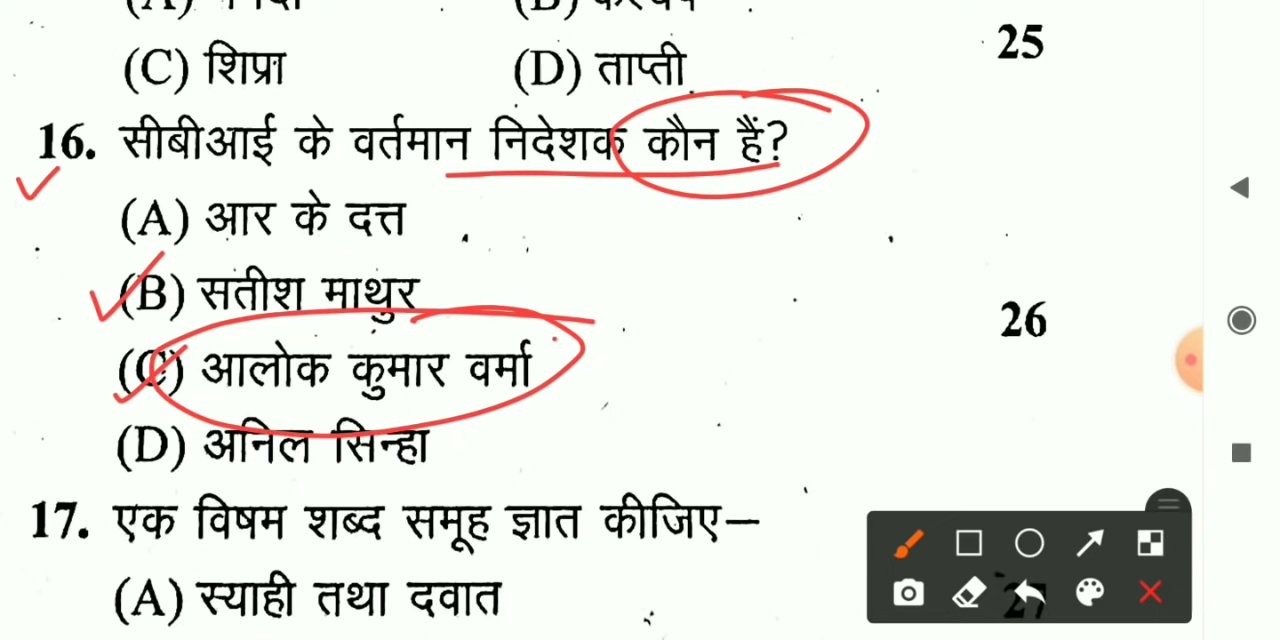 (C) शिप्रा (D) ताप्ती
25
16. सीबीआई के वर्तमान निदेशक कौन हैं?
(A) आर के दत्त
(B) सतीश माथुर
26
(C) आलोक कुमार वर्मा
(D) अनिल सिन्हा
17. एक विषम शब्द समूह ज्ञात कीजिए—
(A) स्याही तथा दवात
27